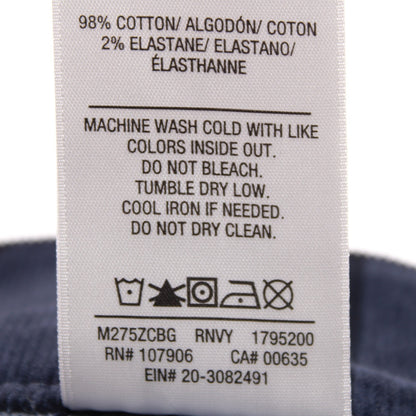 98% COTTON/ ALGODÓN/ COTON
2% ELASTANE/ ELASTANO/
ÉLASTHANNE
MACHINE WASH COLD WITH LIKE
COLORS INSIDE OUT.
DO NOT BLEACH.
TUMBLE DRY LOW.
COOL IRON IF NEEDED.
DO NOT DRY CLEAN.
M275ZCBG RNVY 1795200
RN# 107906 CA# 00635
EIN# 20-3082491